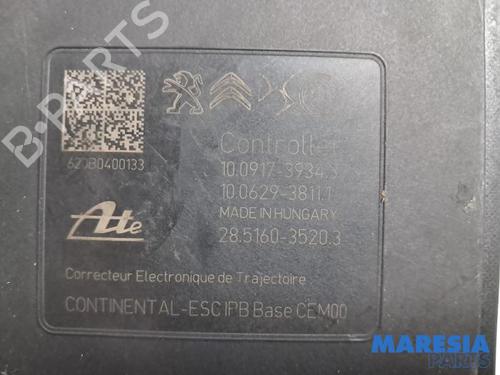 Controller
620B0400133
10.0917-3934.3
10.0629-3811.1
MADE IN HUNGARY
Ate
28.5160-3520.3
Correcteur Electronique de Trajectoire
CONTINENTAL-ESC IPB Base CEM00
B-PARTS
MARESIA
PARTS